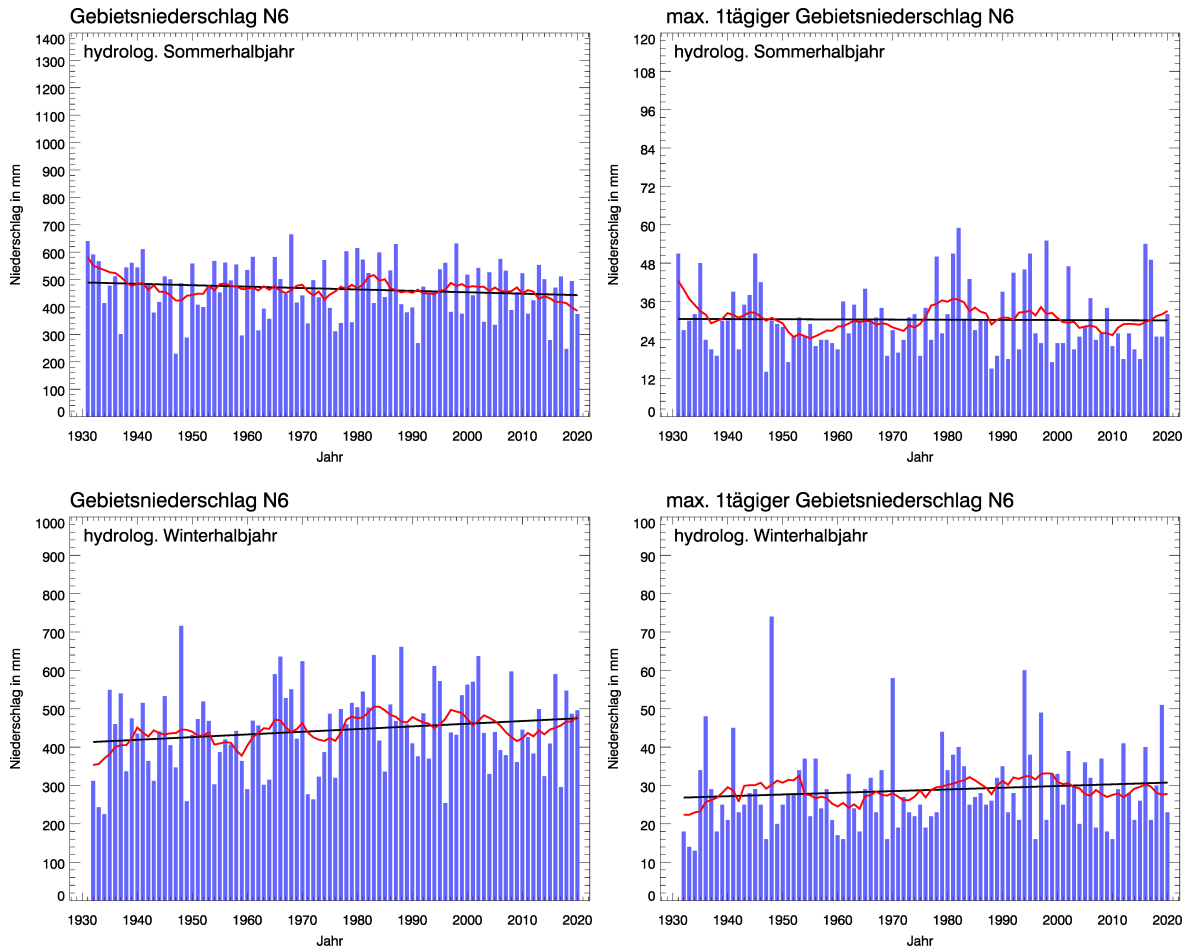 Gebietsniederschlag N6
hydrolog. Sommerhalbjahr
Niederschlag in mm
1400
1300
1200
1100
1000
900
800
700
600
500
400
300
200
100
0
1930 1940 1950 1960 1970 1980 1990 2000 2010 2020
Jahr
max. 1tägiger Gebietsniederschlag N6
hydrolog. Sommerhalbjahr
Niederschlag in mm
120
108
96
84
72
60
48
36
24
12
0
1930 1940 1950 1960 1970 1980 1990 2000 2010 2020
Jahr
Gebietsniederschlag N6
hydrolog. Winterhalbjahr
Niederschlag in mm
1000
900
800
700
600
500
400
300
200
100
0
1930 1940 1950 1960 1970 1980 1990 2000 2010 2020
Jahr
max. 1tägiger Gebietsniederschlag N6
hydrolog. Winterhalbjahr
Niederschlag in mm
100
90
80
70
60
50
40
30
20
10
0
1930 1940 1950 1960 1970 1980 1990 2000 2010 2020
Jahr